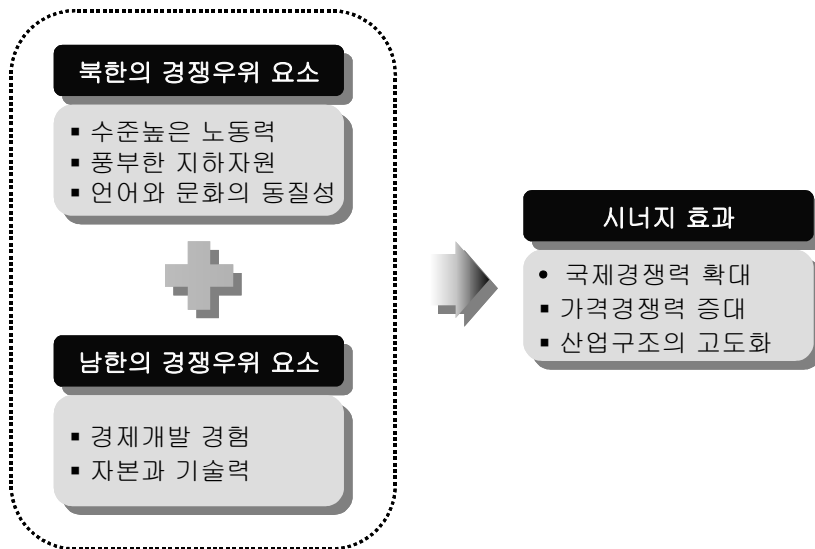 북한의 경쟁우위 요소
▪ 수준높은 노동력
▪ 풍부한 지하자원
▪ 언어와 문화의 동질성
남한의 경쟁우위 요소
▪ 경제개발 경험
▪ 자본과 기술력
시너지 효과
• 국제경쟁력 확대
▪ 가격경쟁력 증대
▪ 산업구조의 고도화